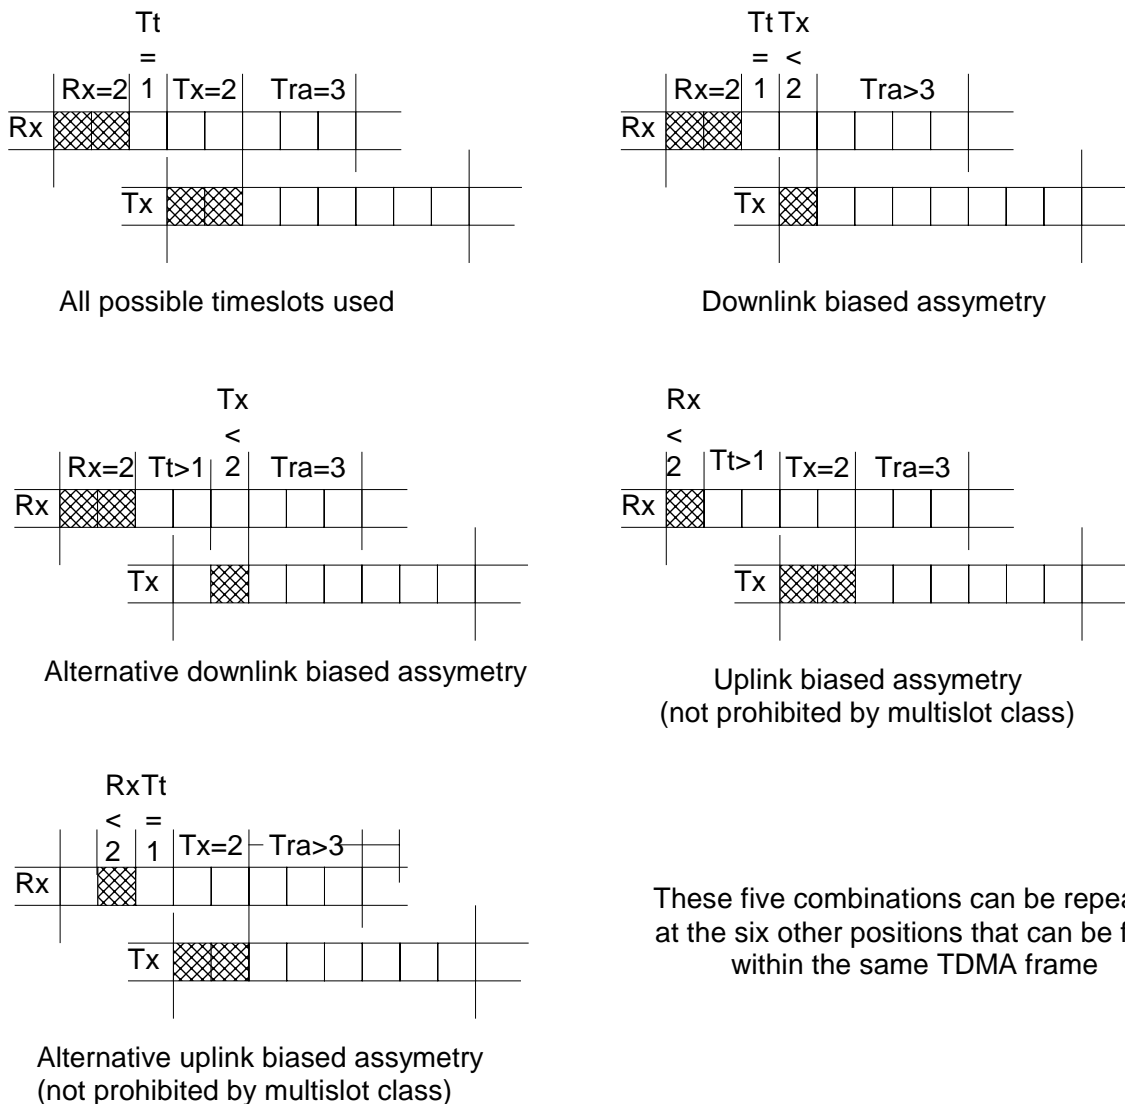 Tt
=
Rx=2 1 Tx=2 Tra=3
Rx
Tx
All possible timeslots used
Tt Tx
= <
Rx=2 1 2 Tra>3
Rx
Tx
Downlink biased assymetry
Tx
<
Rx=2 Tt>1 2 Tra=3
Rx
Tx
Alternative downlink biased assymetry
Rx
<
2 Tt>1 Tx=2 Tra=3
Rx
Tx
Uplink biased assymetry
(not prohibited by multislot class)
RxTt
< =
2 1 Tx=2 Tra>3
Rx
Tx
Alternative uplink biased assymetry
(not prohibited by multislot class)
These five combinations can be
at the six other positions that can be
within the same TDMA frame